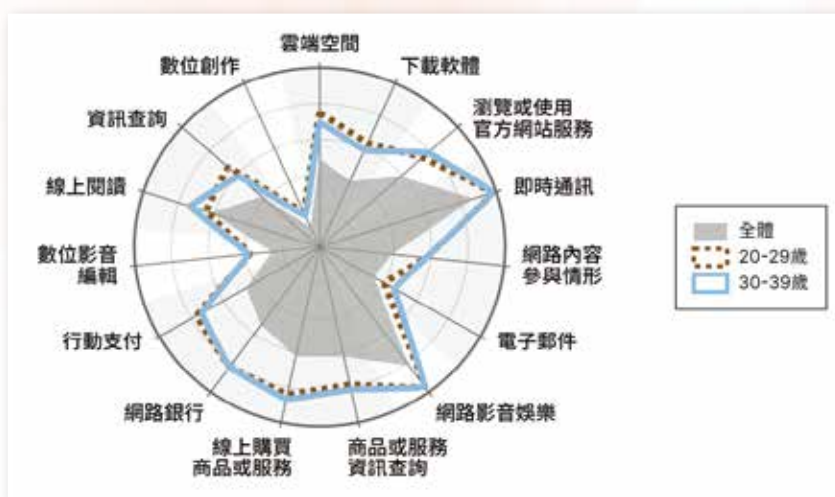 雲端空間
下載軟體
瀏覽或使用
官方網站服務
即時通訊
網路內容
參與情形
電子郵件
網路影音娛樂
商品或服務
資訊查詢
線上購買
商品或服務
網路銀行
行動支付
數位影音
編輯
線上閱讀
資訊查詢
數位創作
全體
20-29歲
30-39歲